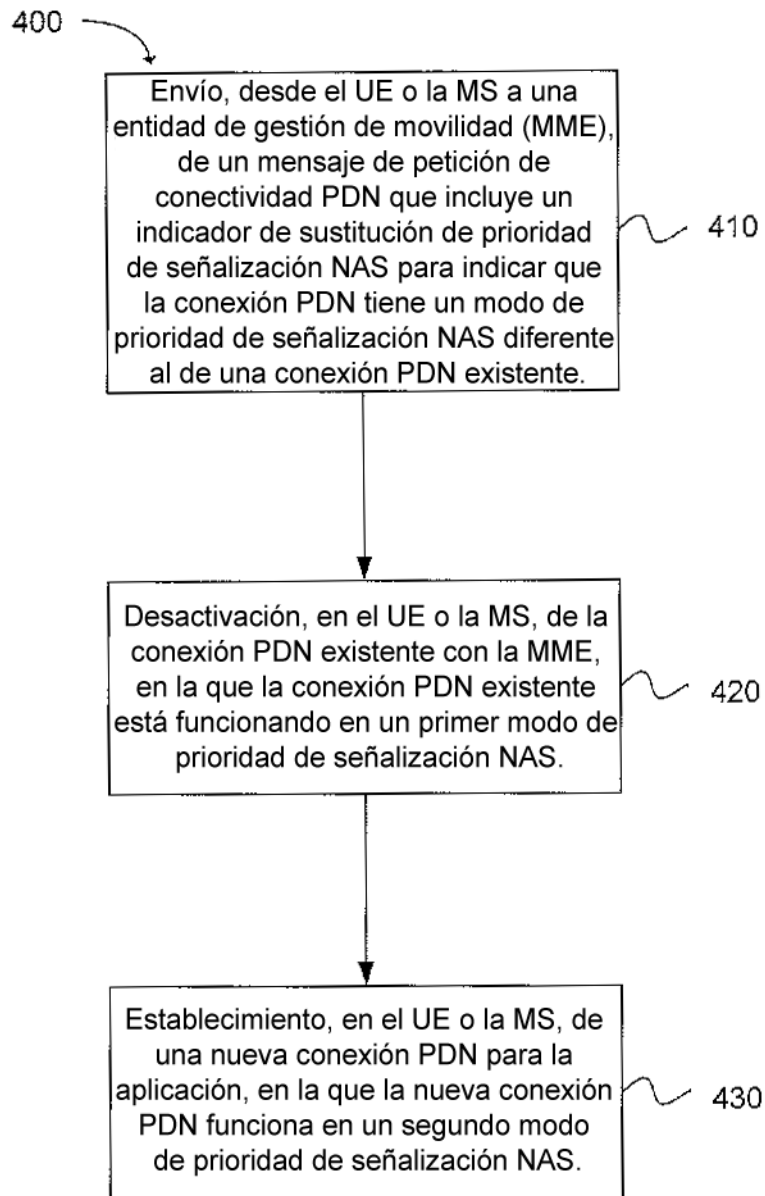 400
Envío, desde el UE o la MS a una
entidad de gestión de movilidad (MME),
de un mensaje de petición de
conectividad PDN que incluye un
indicador de sustitución de prioridad
de señalización NAS para indicar que
la conexión PDN tiene un modo de
prioridad de señalización NAS diferente
al de una conexión PDN existente.
410
Desactivación, en el UE o la MS, de la
conexión PDN existente con la MME,
en la que la conexión PDN existente
está funcionando en un primer modo de
prioridad de señalización NAS.
420
Establecimiento, en el UE o la MS, de
una nueva conexión PDN para la
aplicación, en la que la nueva conexión
PDN funciona en un segundo modo
de prioridad de señalización NAS.
430